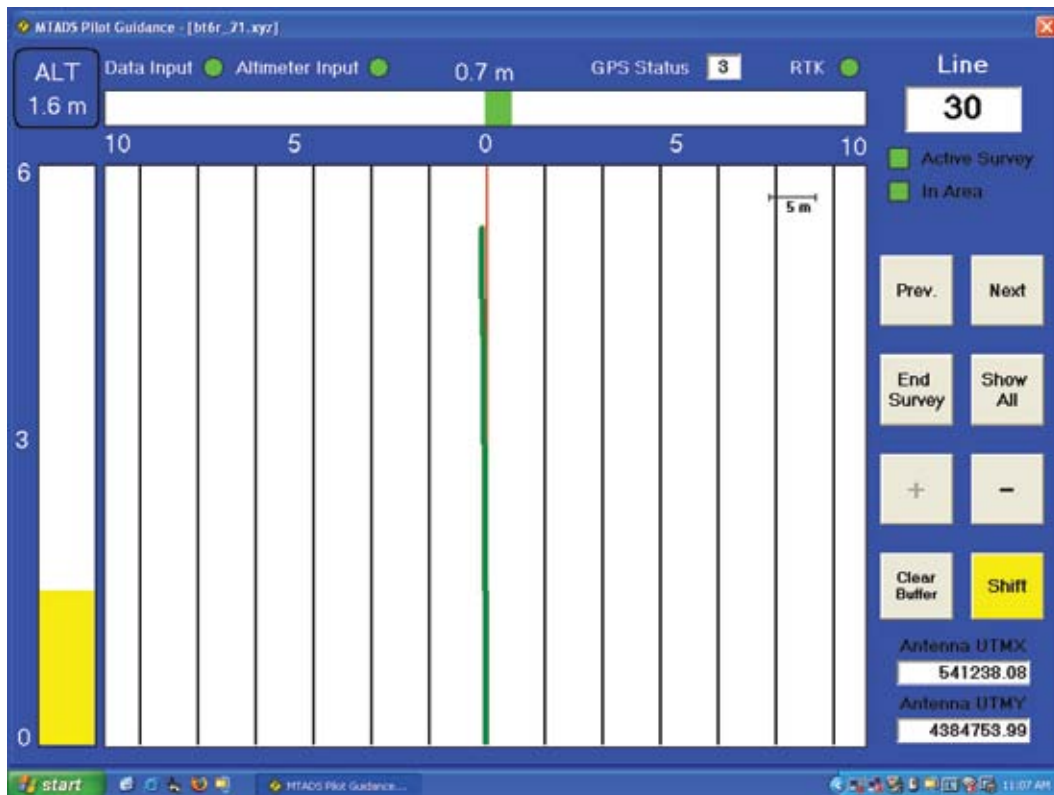 MTADS Pilot Guidance - [bt6r_21.xyz]
ALT
1.6 m
Data Input
Altimeter Input
0.7 m
GPS Status
3
RTK
Line
30
10
5
0
5
10
Active Survey
In Area
6
3
0
5 m
Prev.
Next
End
Survey
Show
All
+
-
Clear
Buffer
Shift
Antenna UTMX
541238.08
Antenna UTMY
4384753.99
start
MTADS Pilot Guidance...
11:07 AM